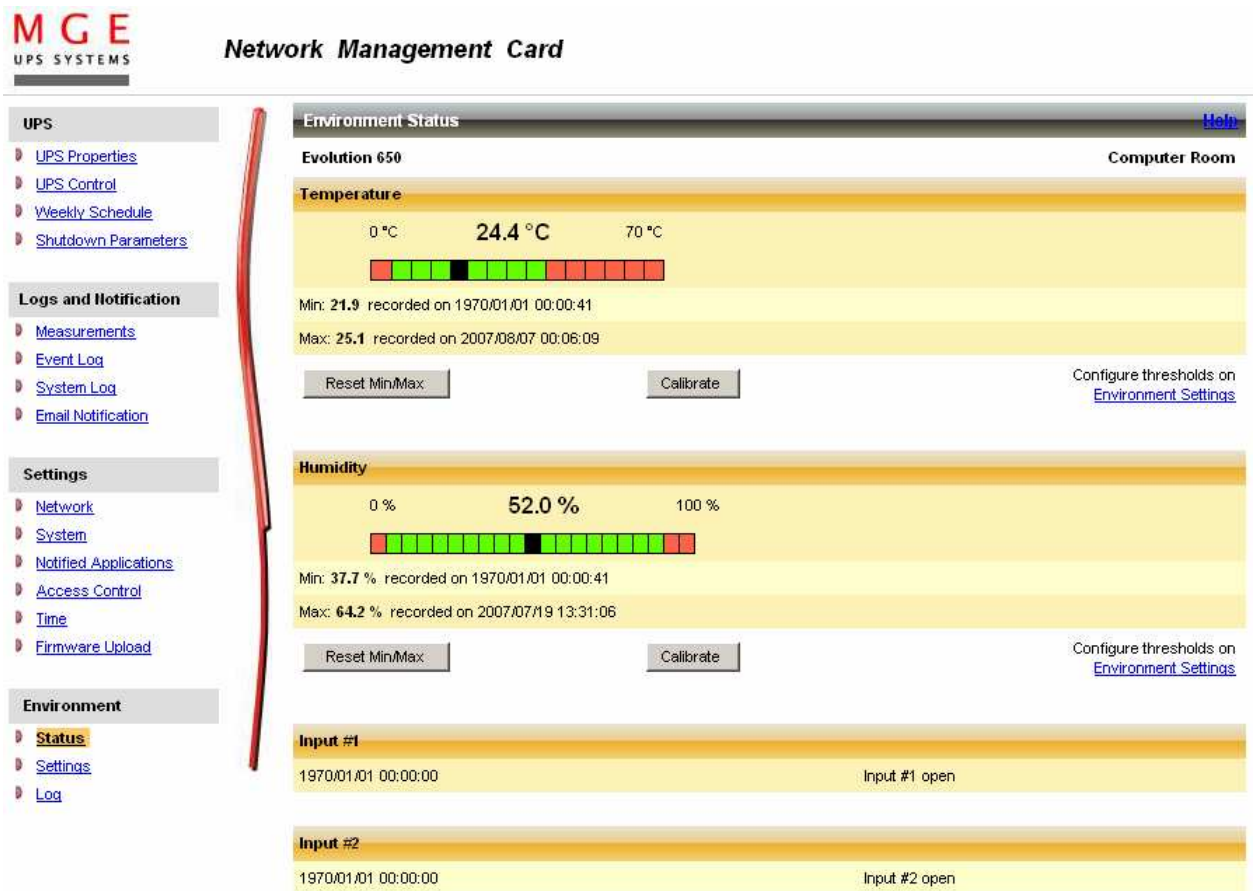 MGE
UPS SYSTEMS
Network Management Card
UPS
UPS Properties
UPS Control
Weekly Schedule
Shutdown Parameters
Logs and Notification
Measurements
Event Log
System Log
Email Notification
Settings
Network
System
Notified Applications
Access Control
Time
Firmware Upload
Environment
Status
Settings
Log
Environment Status Help
Evolution 650 Computer Room
Temperature
0 °C 24.4 °C 70 °C
Min: 21.9 recorded on 1970/01/01 00:00:41
Max: 25.1 recorded on 2007/08/07 00:06:09
Reset Min/Max Calibrate Configure thresholds on
Environment Settings
Humidity
0 % 52.0 % 100 %
Min: 37.7 % recorded on 1970/01/01 00:00:41
Max: 64.2 % recorded on 2007/07/19 13:31:06
Reset Min/Max Calibrate Configure thresholds on
Environment Settings
Input #1
1970/01/01 00:00:00 Input #1 open
Input #2
1970/01/01 00:00:00 Input #2 open